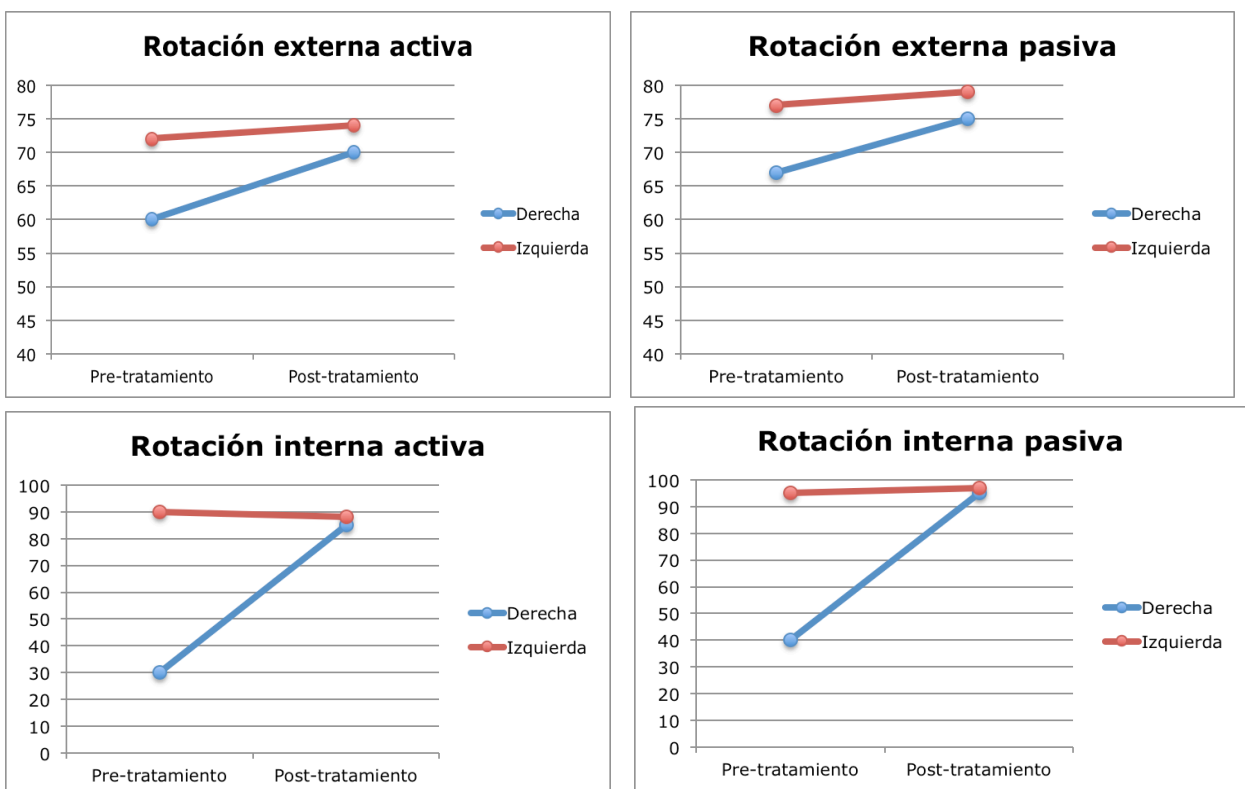 Rotación externa activa
80
75
70
65
60
55
50
45
40
Pre-tratamiento Post-tratamiento
Derecha
Izquierda
Rotación externa pasiva
80
75
70
65
60
55
50
45
40
Pre-tratamiento Post-tratamiento
Derecha
Izquierda
Rotación interna activa
100
90
80
70
60
50
40
30
20
10
0
Pre-tratamiento Post-tratamiento
Derecha
Izquierda
Rotación interna pasiva
100
90
80
70
60
50
40
30
20
10
0
Pre-tratamiento Post-tratamiento
Derecha
Izquierda